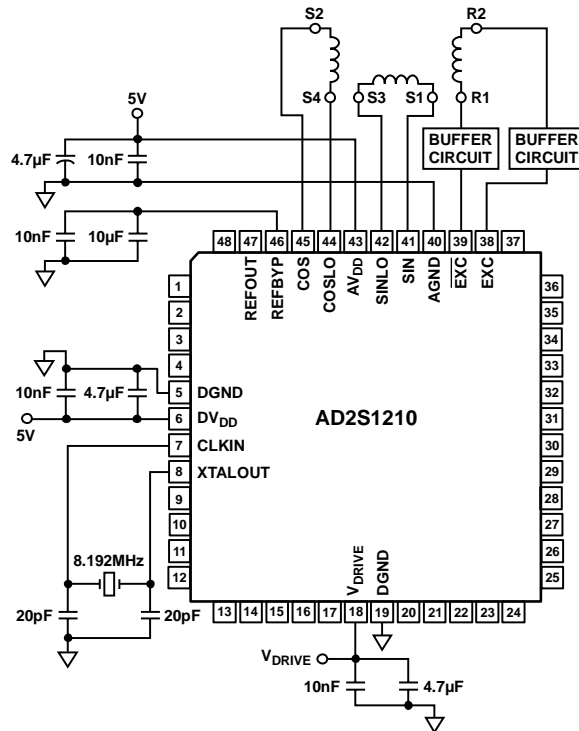 S2
R2
5V
S4
S3
S1
R1
BUFFER
CIRCUIT
BUFFER
CIRCUIT
4.7µF
10nF
10nF
10µF
48
47
46
45
44
43
42
41
40
39
38
37
REFOUT
REFBYP
COS
COSLO
AVDD
SINLO
SIN
AGND
EXC
EXC
1
2
3
4
5
6
7
8
9
10
11
12
DGND
DVDD
CLKIN
XTALOUT
AD2S1210
36
35
34
33
32
31
30
29
28
27
26
25
10nF
4.7µF
5V
8.192MHz
20pF
20pF
VDRIVE
DGND
13
14
15
16
17
18
19
20
21
22
23
24
VDRIVE
10nF
4.7µF